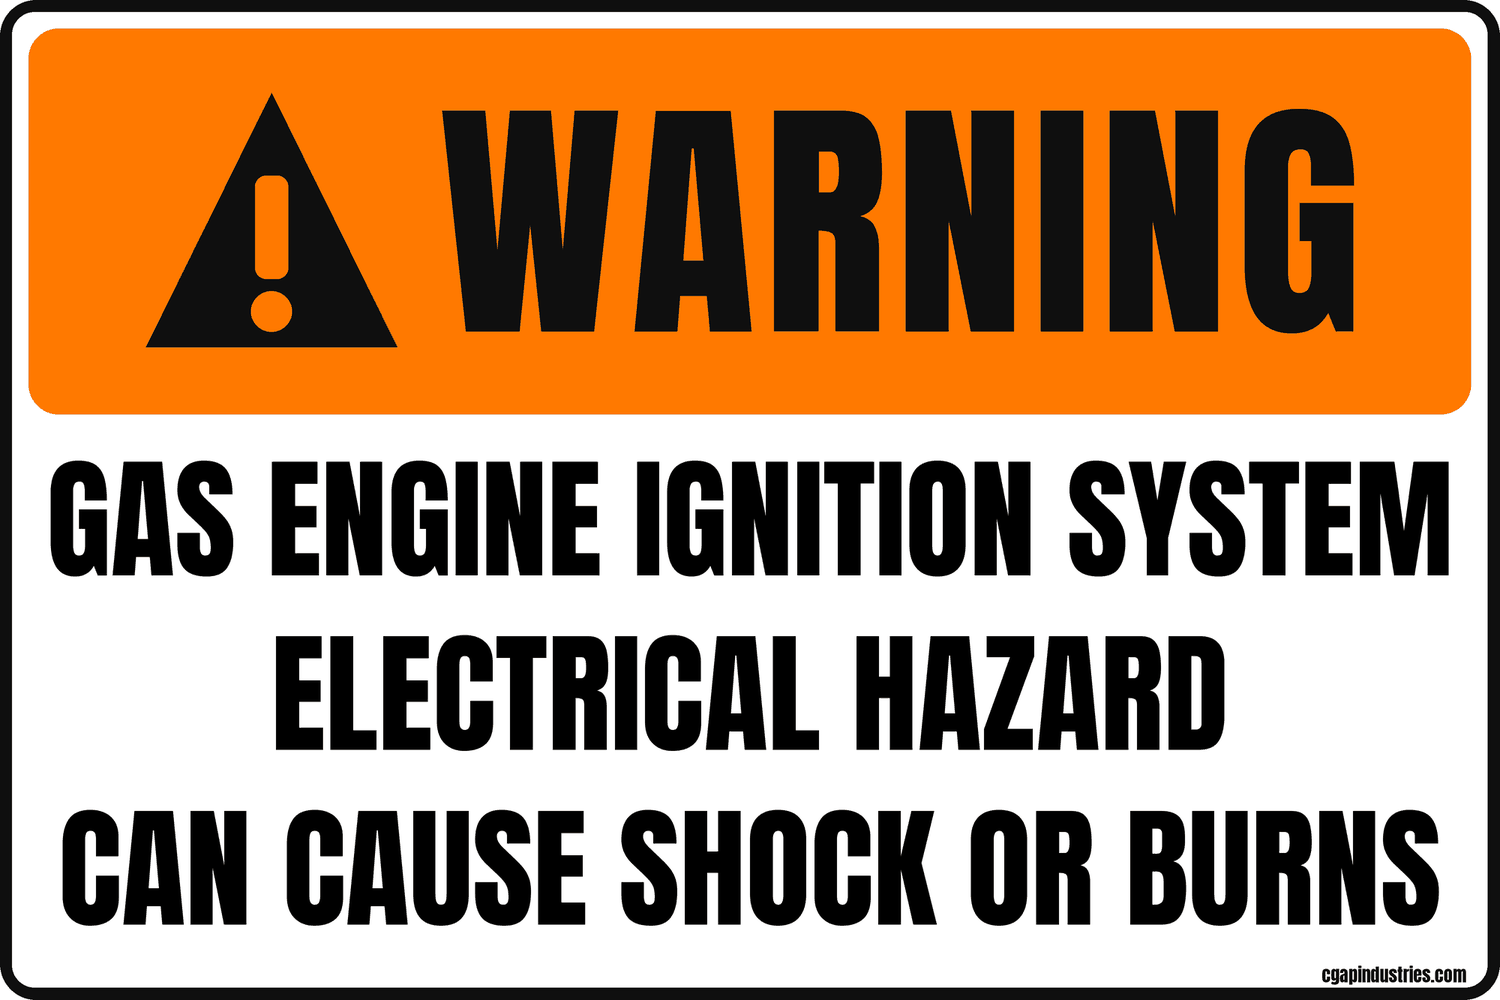 WARNING
GAS ENGINE IGNITION SYSTEM
ELECTRICAL HAZARD
CAN CAUSE SHOCK OR BURNS
cgapindustries.com